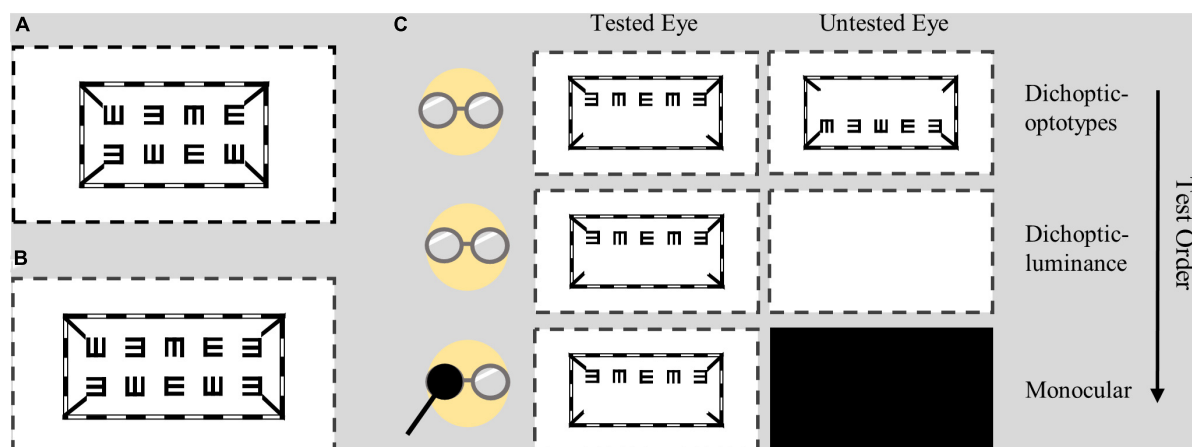 A
B
C
Tested Eye
Untested Eye
Dichoptic-
optotypes
Dichoptic-
luminance
Monocular
Test Order